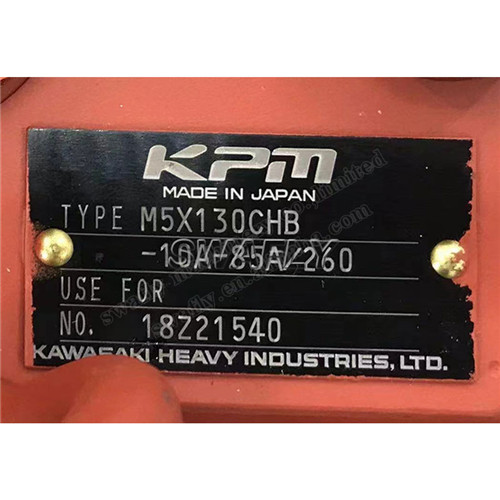 KPM
MADE IN JAPAN
TYPE M5X130CHB
-10A-85A/260
USE FOR
NO. 18Z21540
KAWASAKI HEAVY INDUSTRIES, LTD.